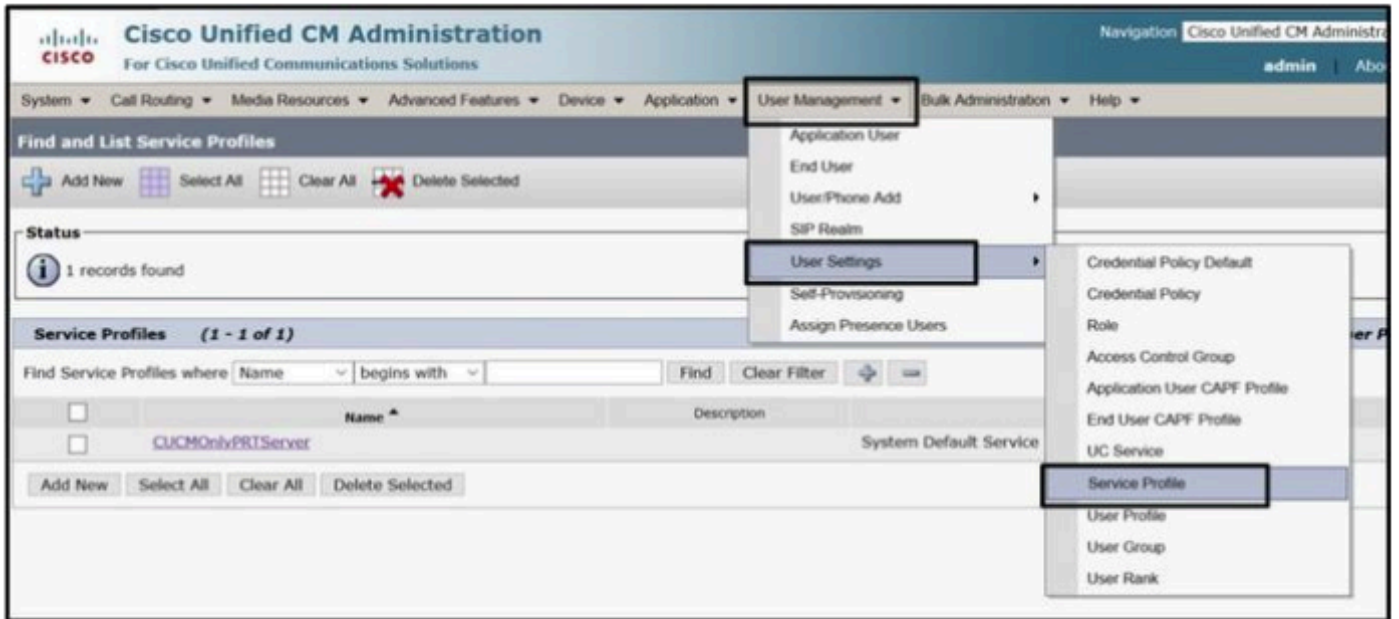 Cisco Unified CM Administration
Navigation Cisco Unified CM Administra
CISCO
For Cisco Unified Communications Solutions
admin Abo
System Call Routing Media Resources Advanced Features Device Application User Management Bulk Administration Help
Find and List Service Profiles
Application User
Add New Select All Clear All Delete Selected
End User
User/Phone Add
SIP Realm
Status
User Settings
Credential Policy Default
1 records found
Self-Provisioning
Credential Policy
Assign Presence Users
Role
Service Profiles (1 - 1 of 1)
er P
Access Control Group
Find Service Profiles where Name begins with Find Clear Filter
Application User CAPF Profile
Name Description
End User CAPF Profile
CUCMOnlyPRTServer System Default Service
UC Service
Add New Select All Clear All Delete Selected
Service Profile
User Profile
User Group
User Rank